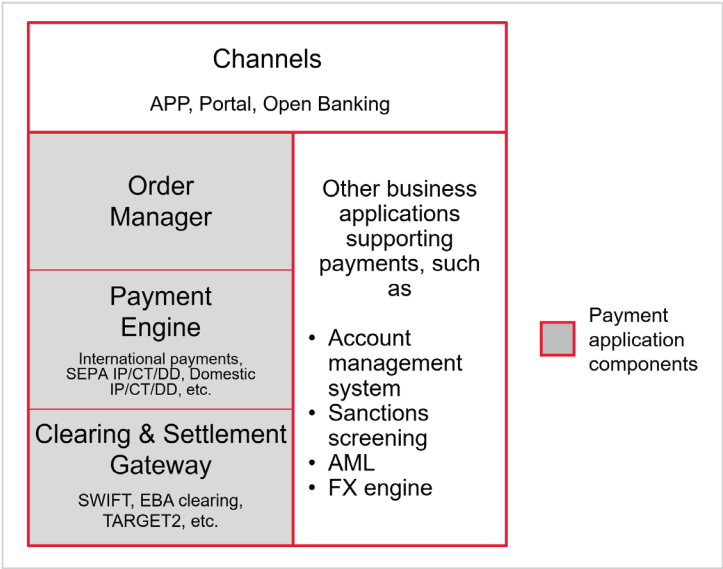 Channels
APP, Portal, Open Banking
Order
Manager
Payment
Engine
International payments,
SEPA IP/CT/DD, Domestic
IP/CT/DD, etc.
Clearing & Settlement
Gateway
SWIFT, EBA clearing,
TARGET2, etc.
Other business
applications
supporting
payments, such
as
• Account
management
system
• Sanctions
screening
• AML
• FX engine
Payment
application
components